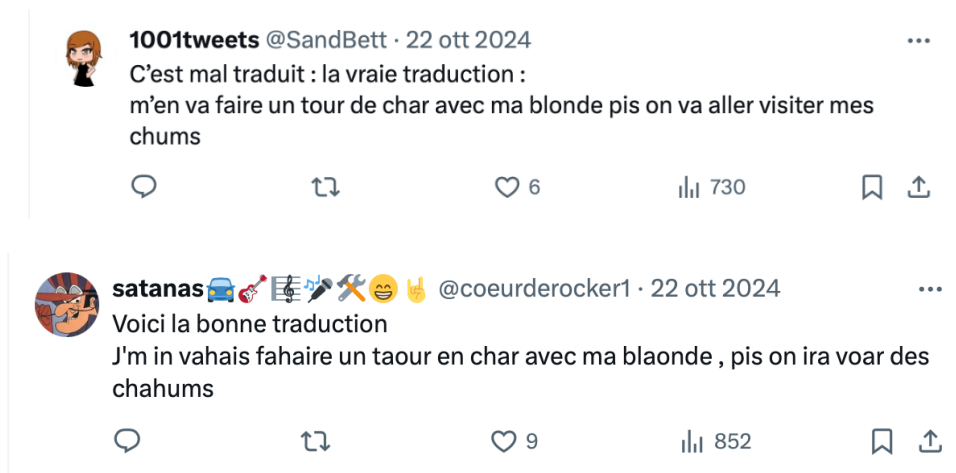 1001tweets @SandBett · 22 ott 2024
C’est mal traduit : la vraie traduction :
m’en va faire un tour de char avec ma blonde pis on va aller visiter mes
chums
6 730
satanas🚙🎸🎼🎤🛠️😁🤘 @coeurderocker1 · 22 ott 2024
Voici la bonne traduction
J'm in vahais fahaire un taour en char avec ma blaonde , pis on ira voar des
chahums
9 852